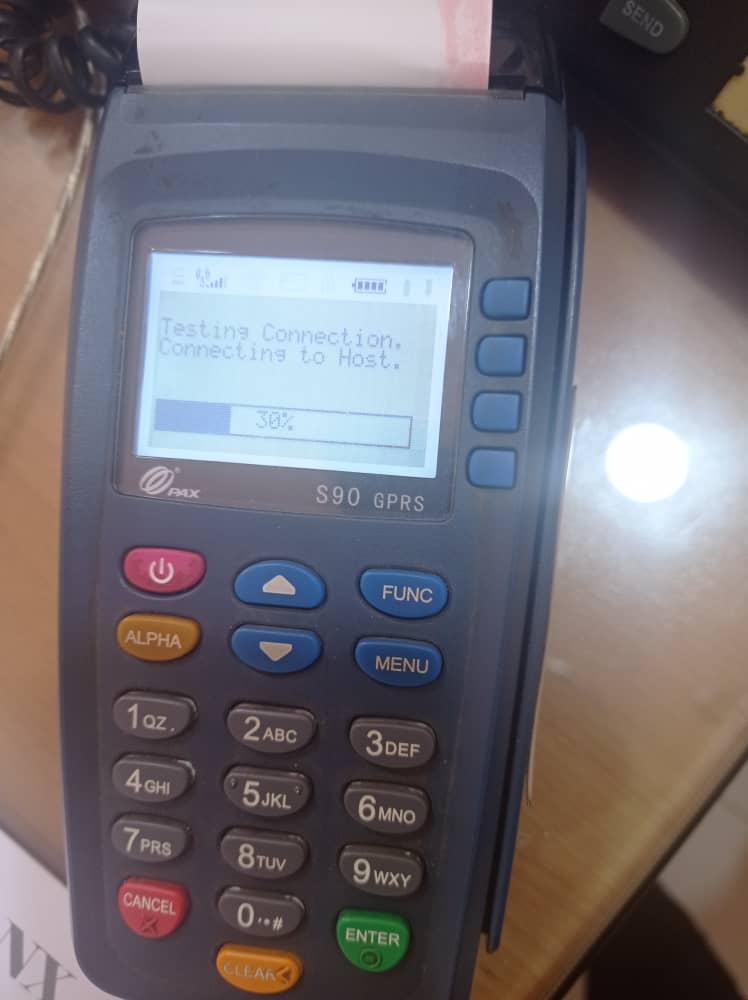 SEND
Testing Connection.
Connecting to Host.
30%
PAX
S90 GPRS
FUNC
ALPHA
MENU
1QZ.
2ABC
3DEF
4GHI
5JKL
6MNO
7PRS
8TUV
9WXY
CANCEL
0.*#
ENTER
CLEAR
NX